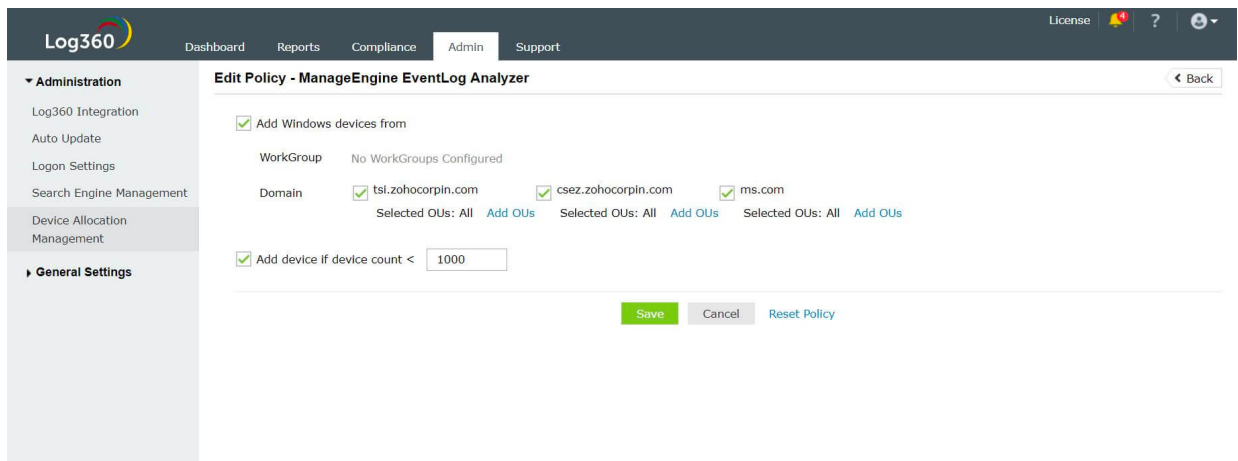 License 4 ?
Log360 Dashboard Reports Compliance Admin Support
Administration
Edit Policy - ManageEngine EventLog Analyzer
Back
Log360 Integration
Auto Update
Logon Settings
Search Engine Management
Device Allocation
Management
General Settings
Add Windows devices from
WorkGroup No WorkGroups Configured
Domain tsi.zohocorpin.com csez.zohocorpin.com ms.com
Selected OUs: All Add OUs Selected OUs: All Add OUs Selected OUs: All Add OUs
Add device if device count < 1000
Save Cancel Reset Policy